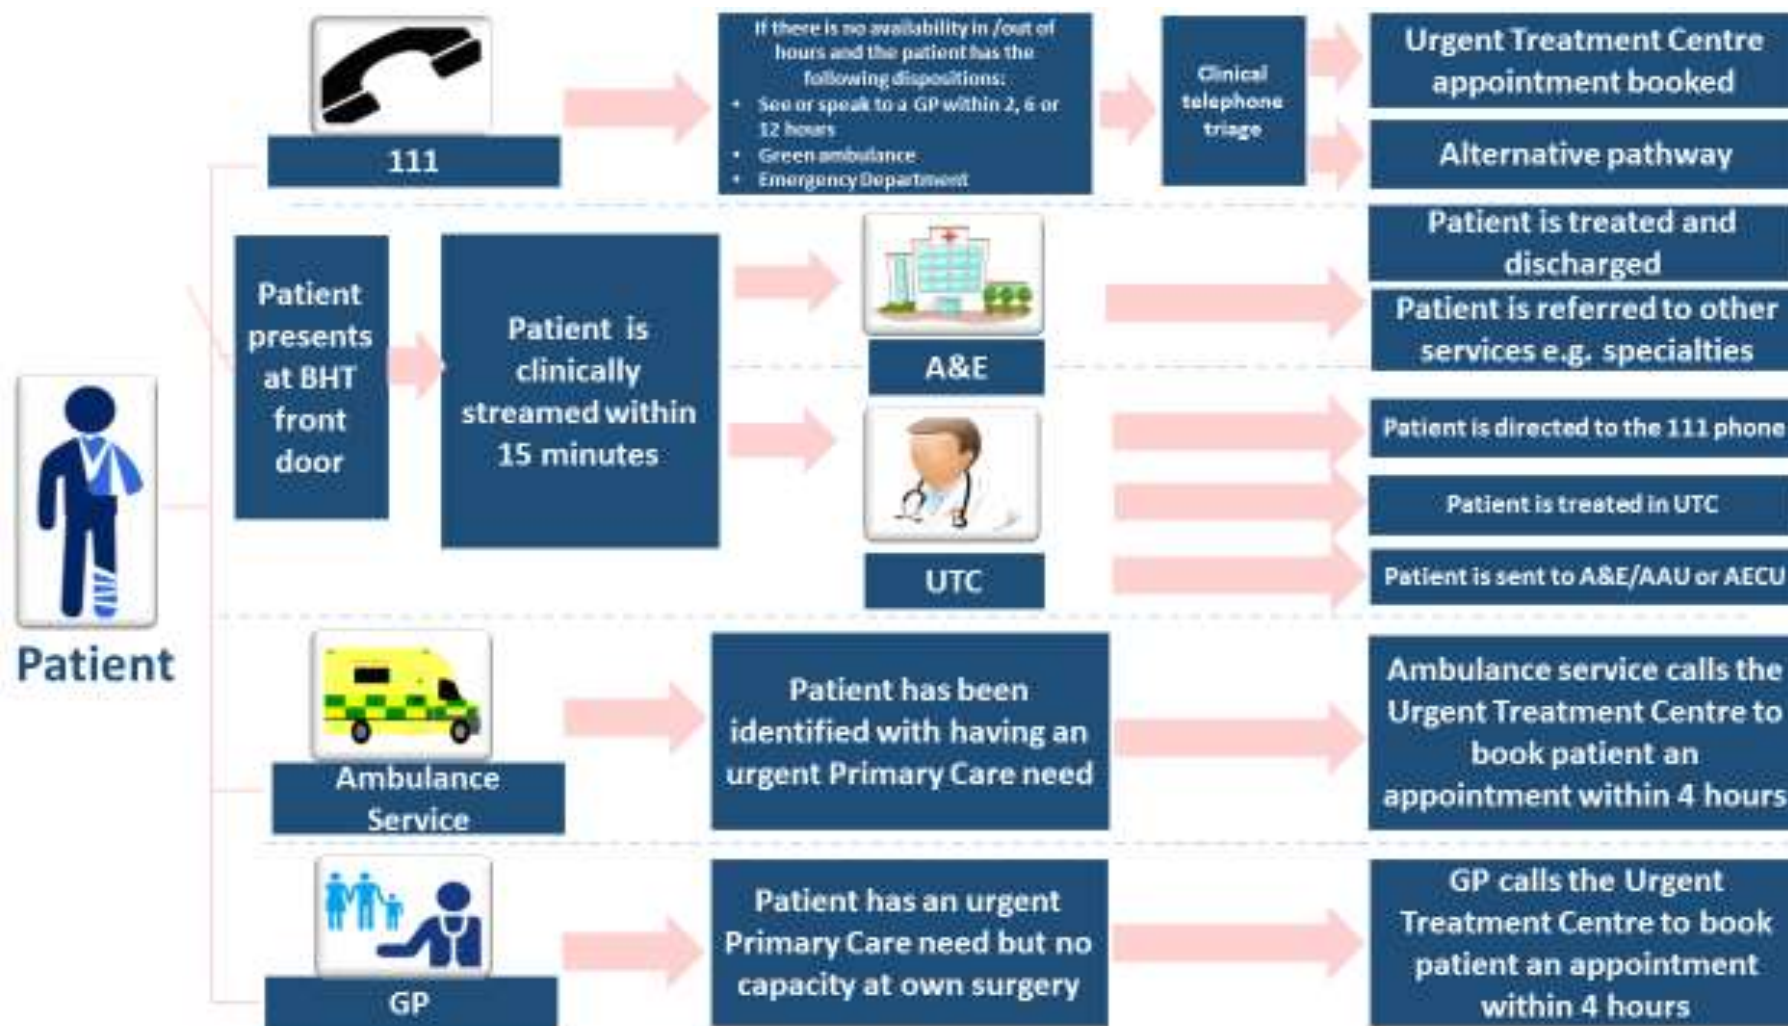 111
If there is no availability in /out of
hours and the patient has the
following dispositions:
• See or speak to a GP within 2, 6 or
12 hours
• Green ambulance
• Emergency Department
Clinical
telephone
triage
Urgent Treatment Centre
appointment booked
Alternative pathway
Patient
presents
at BHT
front
door
Patient is
clinically
streamed within
15 minutes
A&E
UTC
Patient is treated and
discharged
Patient is referred to other
services e.g. specialties
Patient is directed to the 111 phone
Patient is treated in UTC
Patient is sent to A&E/AAU or AECU
Patient
Ambulance
Service
Patient has been
identified with having an
urgent Primary Care need
Ambulance service calls the
Urgent Treatment Centre to
book patient an
appointment within 4 hours
GP
Patient has an urgent
Primary Care need but no
capacity at own surgery
GP calls the Urgent
Treatment Centre to book
patient an appointment
within 4 hours